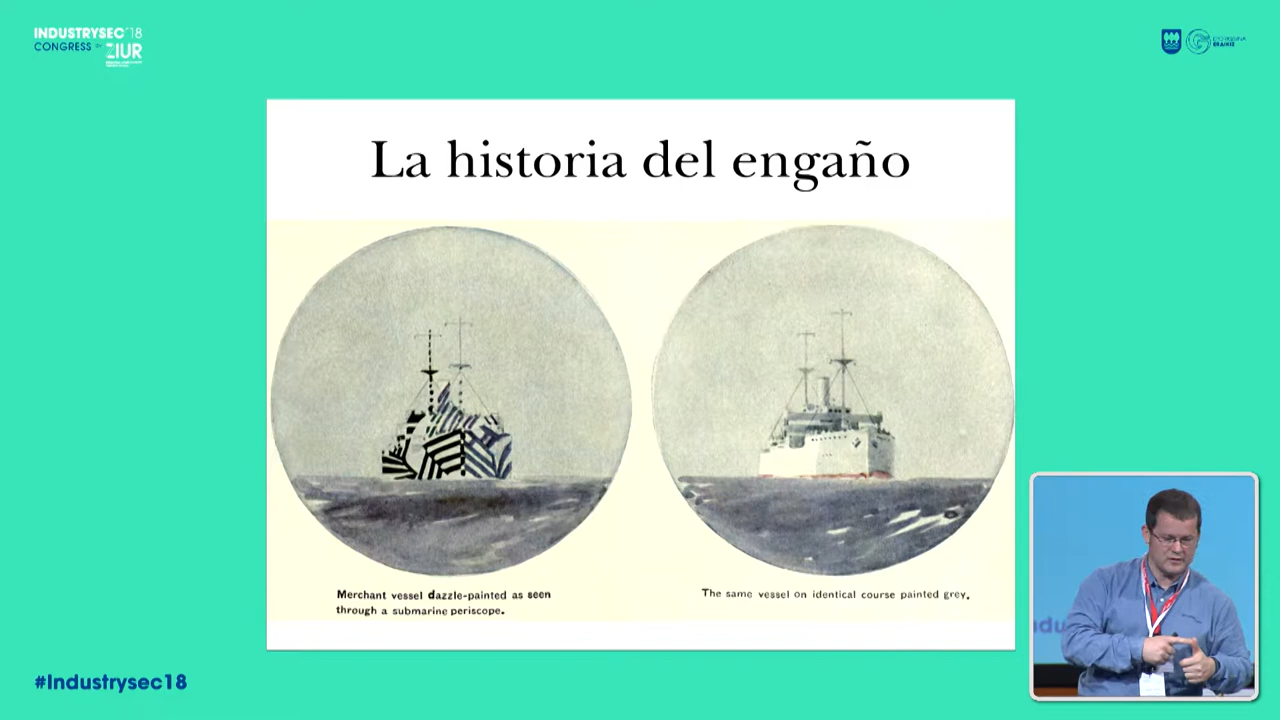 INDUSTRYSEC'18
CONGRESS
ZIUR
La historia del engaño
Merchant vessel dazzle-painted as seen
through a submarine periscope.
The same vessel on identical course painted grey.
#Industrysec18